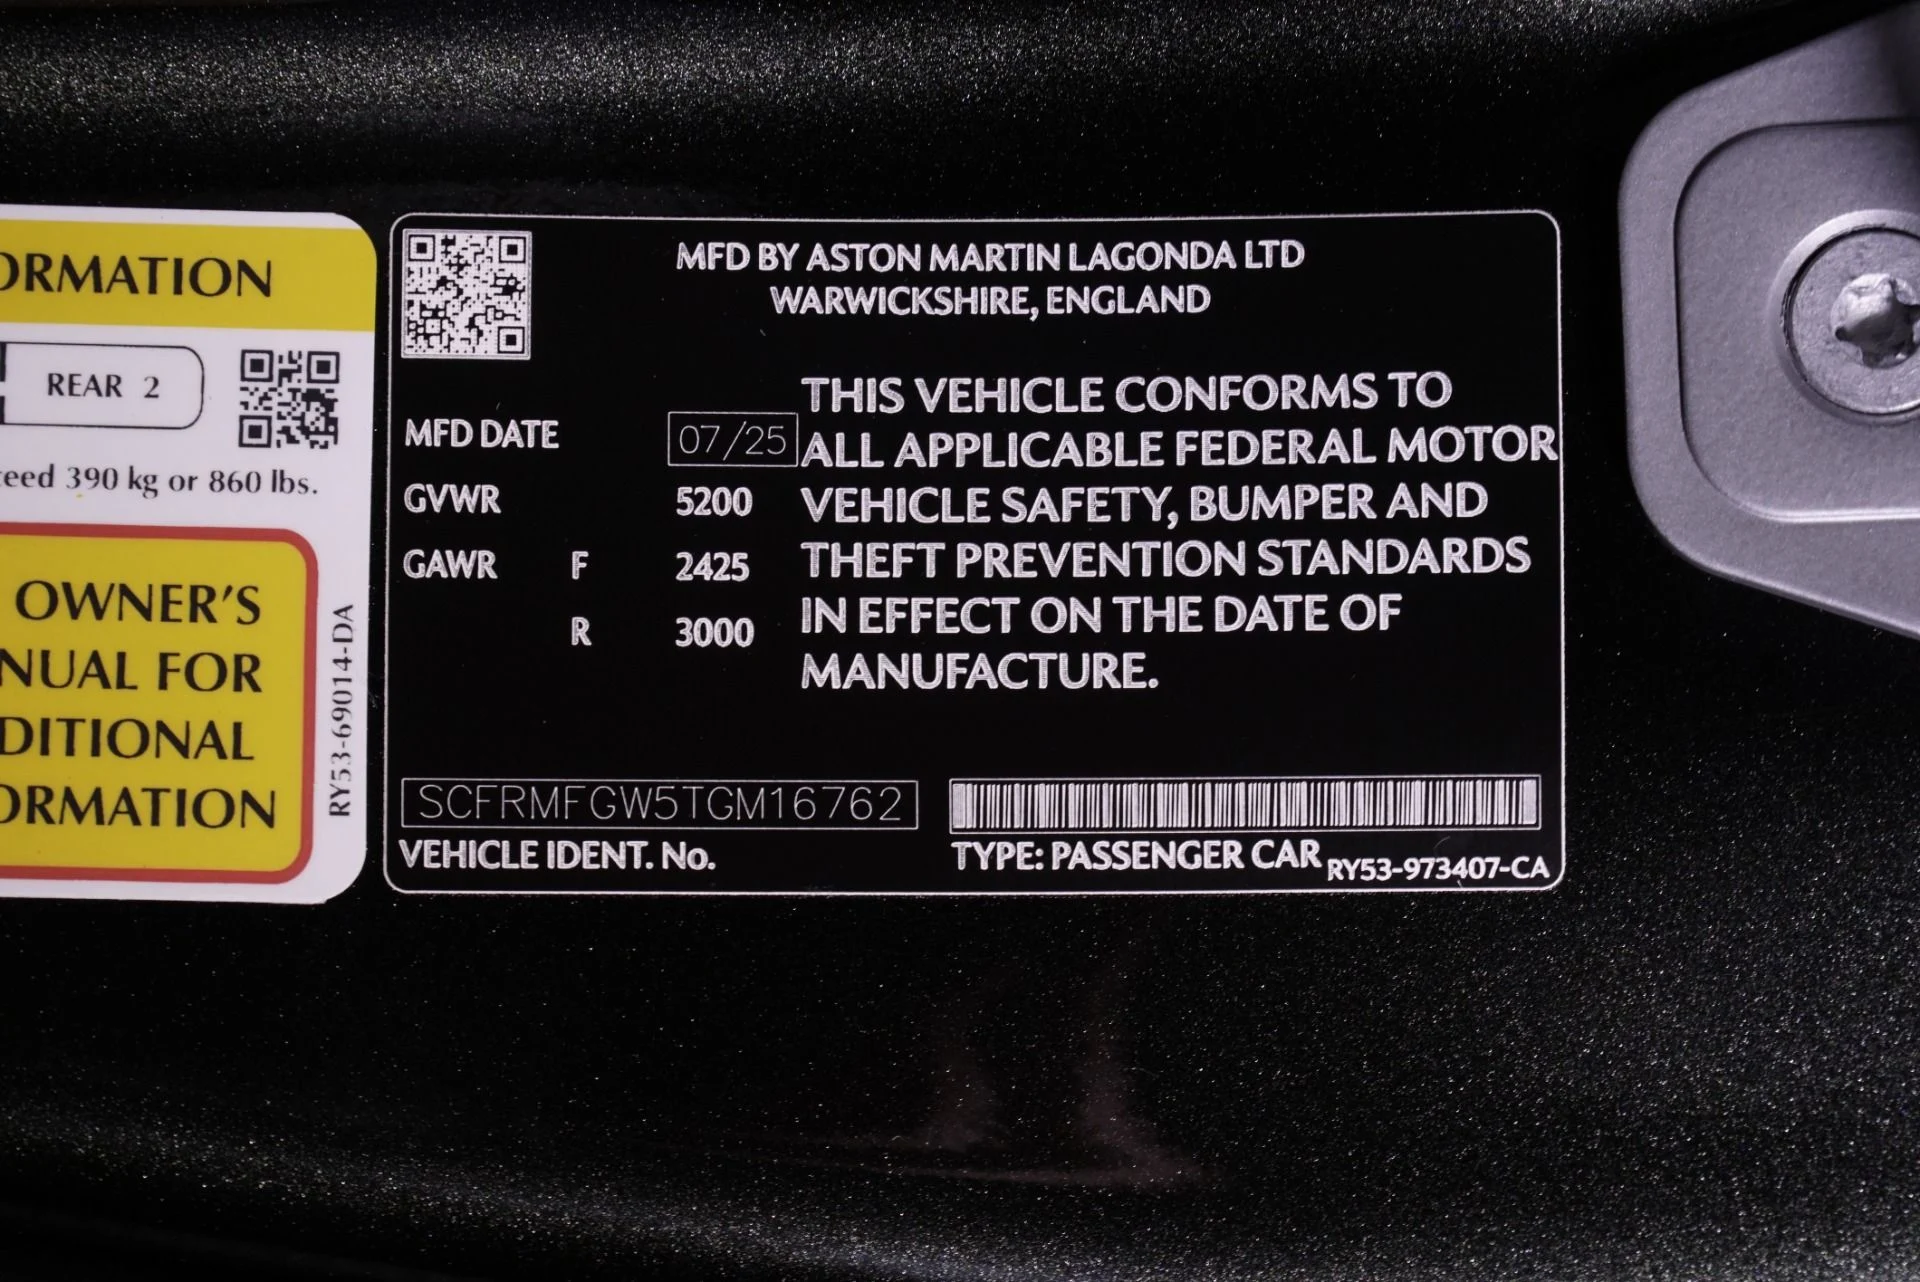 ORMATION
REAR 2
eed 390 kg or 860 lbs.
OWNER'S
NUAL FOR
DITIONAL
ORMATION
RY53-69014-DA
MFD BY ASTON MARTIN LAGONDA LTD
WARWICKSHIRE, ENGLAND
MFD DATE 07/25
GVWR 5200
GAWR F 2425
R 3000
THIS VEHICLE CONFORMS TO
ALL APPLICABLE FEDERAL MOTOR
VEHICLE SAFETY, BUMPER AND
THEFT PREVENTION STANDARDS
IN EFFECT ON THE DATE OF
MANUFACTURE.
SCFRMFGW5TGM16762
VEHICLE IDENT. No.
TYPE: PASSENGER CAR
RY53-973407-CA